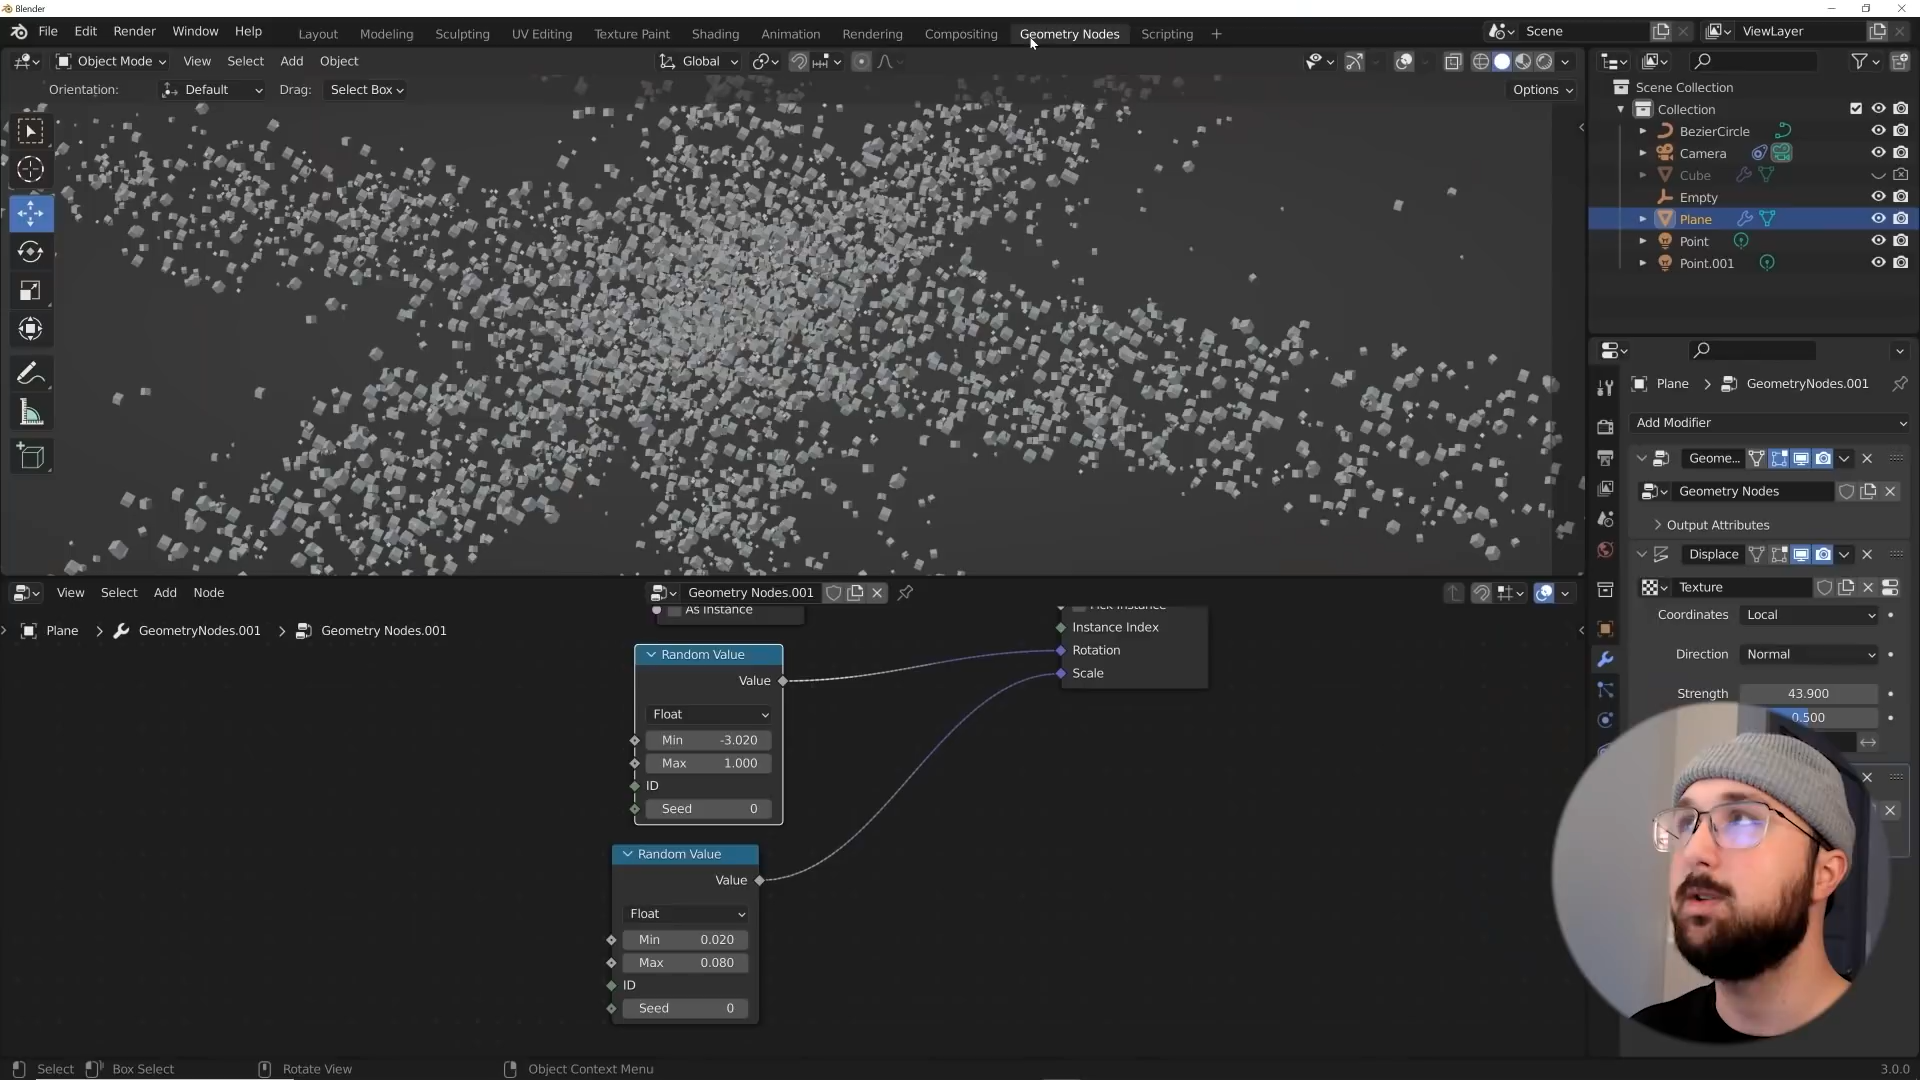 Blender
File Edit Render Window Help Layout Modeling Sculpting UV Editing Texture Paint Shading Animation Rendering Compositing Geometry Nodes Scripting + Scene ViewLayer
Object Mode View Select Add Object Global
Orientation: Default Drag: Select Box Options
Scene Collection
Collection
BezierCircle
Camera
Cube
Empty
Plane
Point
Point.001
Plane > GeometryNodes.001
Add Modifier
Geome...
Geometry Nodes
Output Attributes
Displace
Texture
Coordinates Local
Direction Normal
Strength 43.900
0.500
View Select Add Node Geometry Nodes.001
Plane > GeometryNodes.001 > Geometry Nodes.001
As Instance
Pick Instance
Instance Index
Rotation
Scale
Random Value
Value
Float
Min -3.020
Max 1.000
ID
Seed 0
Random Value
Value
Float
Min 0.020
Max 0.080
ID
Seed 0
Select Box Select Rotate View Object Context Menu 3.0.0